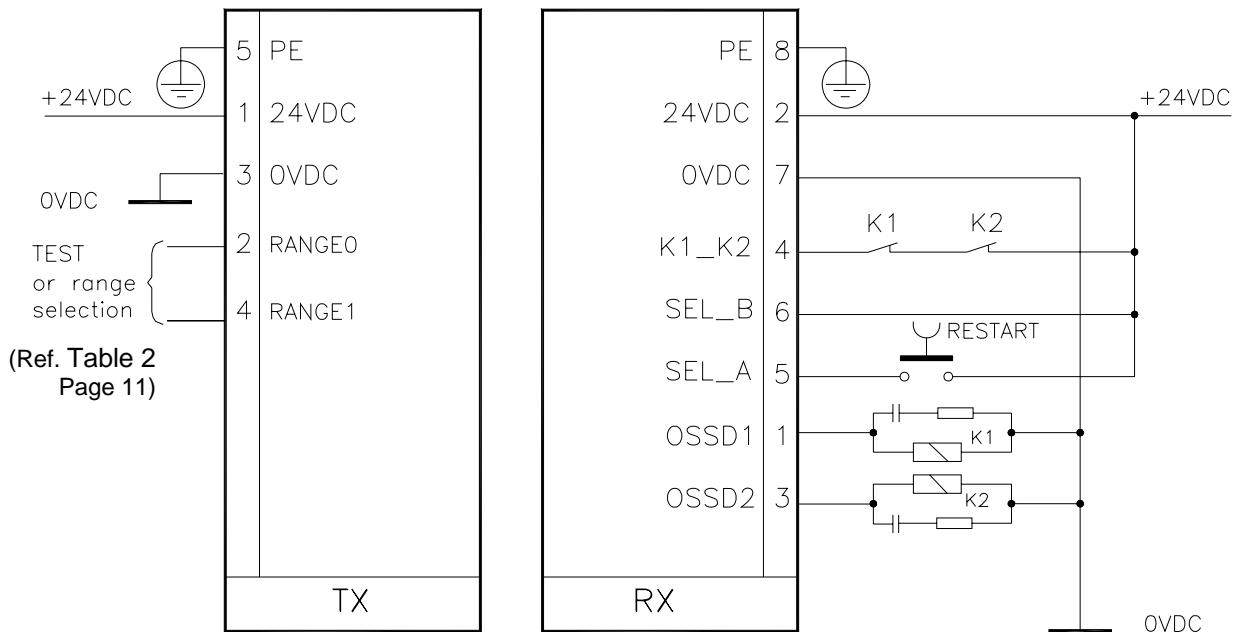 5 PE
+24VDC
1 24VDC
3 0VDC
0VDC
2 RANGE0
TEST
or range
selection
4 RANGE1
(Ref. Table 2
Page 11)
TX
PE 8
+24VDC
24VDC 2
0VDC 7
K1 K2
K1_K2 4
SEL_B 6
RESTART
SEL_A 5
OSSD1 1
K1
OSSD2 3
K2
RX
0VDC